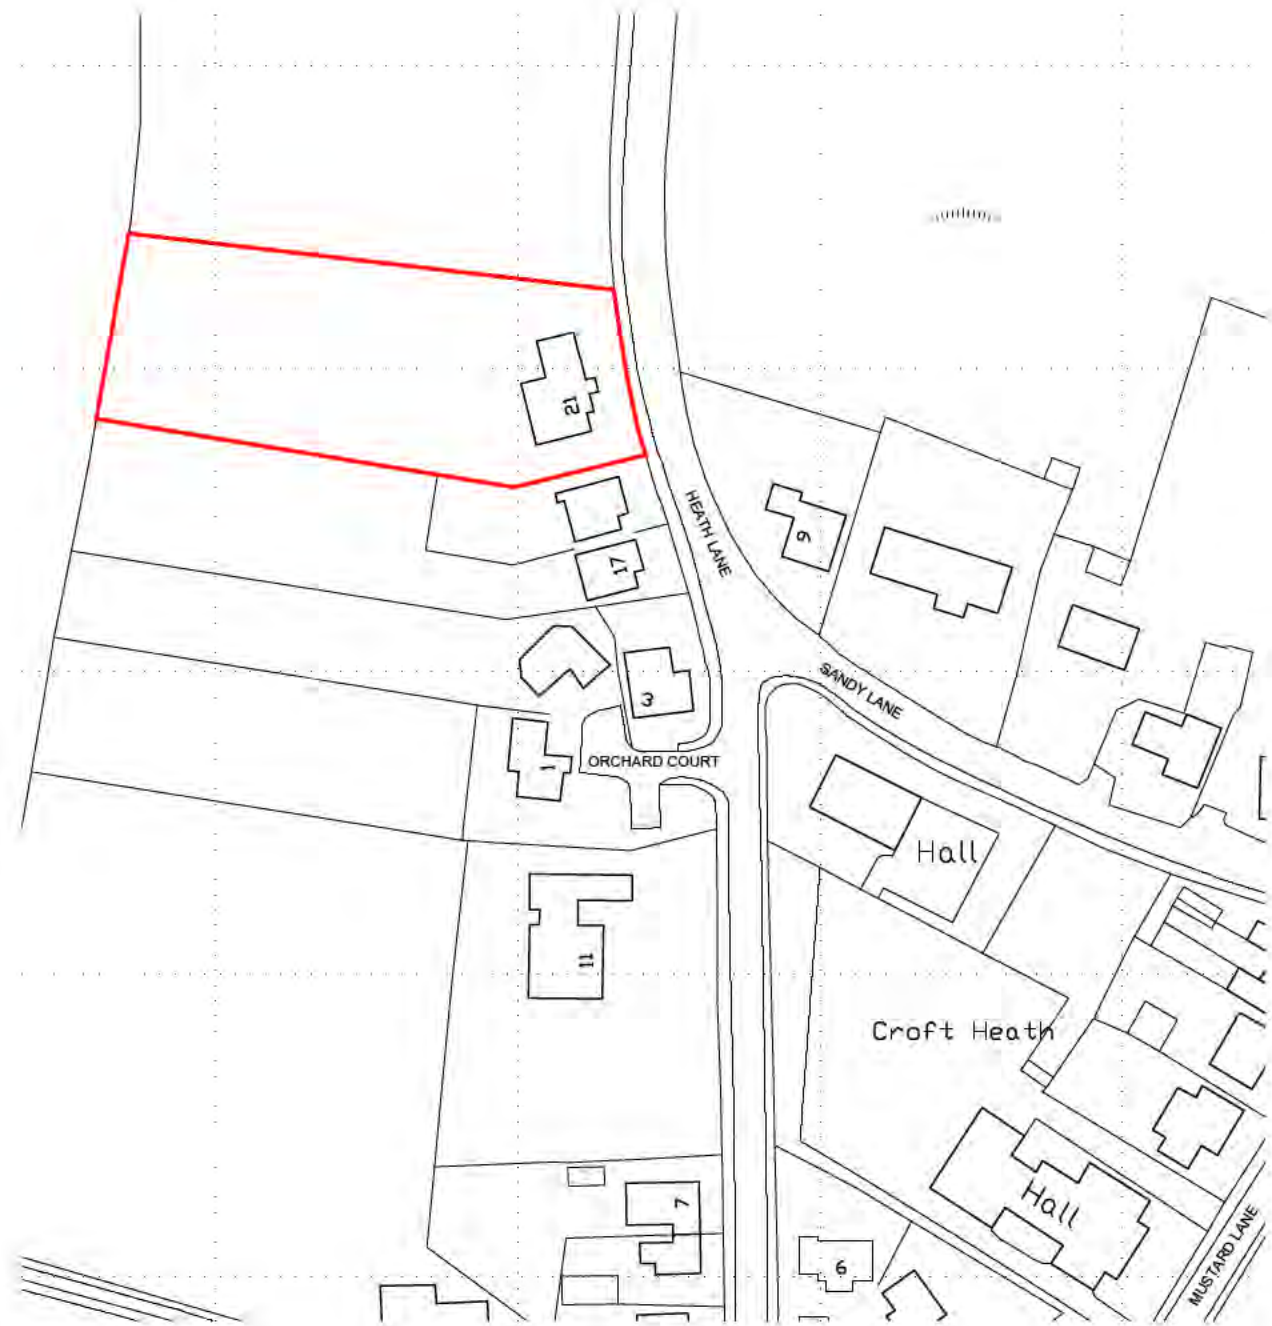 21
HEATH LANE
9
17
SANDY LANE
3
ORCHARD COURT
1
Hall
11
Croft Heath
7
Hall
6
MUSTARD LANE